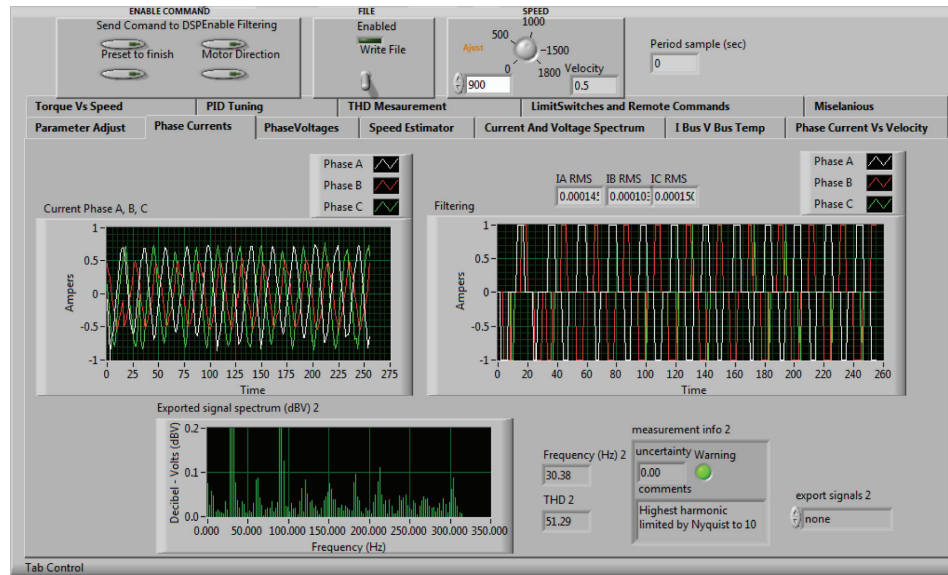 ENABLE COMMAND
Send Comand to DSP Enable Filtering
Preset to finish Motor Direction
FILE
Enabled
Write File
SPEED
1000
500
Ajust
1500
0
1800
Velocity
900
0.5
Period sample (sec)
0
Torque Vs Speed PID Tuning THD Mesaurement LimitSwitches and Remote Commands Miselanious
Parameter Adjust Phase Currents PhaseVoltages Speed Estimator Current And Voltage Spectrum I Bus V Bus Temp Phase Current Vs Velocity
Phase A
Phase B
Phase C
Current Phase A, B, C
1
0.5
0
-0.5
-1
Ampers
0 25 50 75 100 125 150 175 200 225 250 275
Time
IA RMS IB RMS IC RMS
0.00014 0.00010 0.00015
Phase A
Phase B
Phase C
Filtering
1
0.5
0
-0.5
-1
Ampers
0 20 40 60 80 100 120 140 160 180 200 220 240 260
Time
Exported signal spectrum (dBV) 2
0.2
0.1
0.0
Decibel - Volts (dBV)
0.000 50.000 100.000 150.000 200.000 250.000 300.000 350.000
Frequency (Hz)
Frequency (Hz) 2
30.38
THD 2
51.29
measurement info 2
uncertainty Warning
0.00
comments
Highest harmonic
limited by Nyquist to 10
export signals 2
none
Tab Control